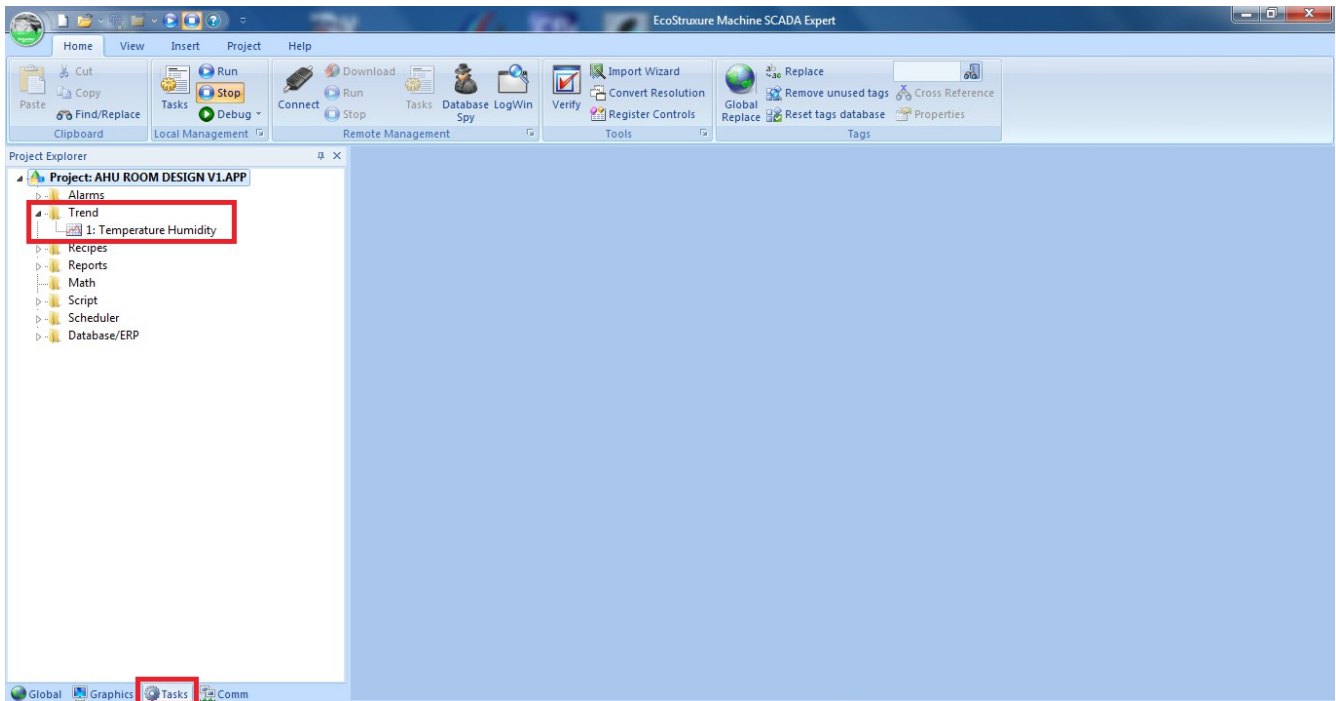 EcoStruxure Machine SCADA Expert
Home View Insert Project Help
Paste
Cut
Copy
Find/Replace
Clipboard
Tasks
Run
Stop
Debug
Local Management
Connect
Download
Run
Stop
Tasks
Database Spy
LogWin
Remote Management
Verify
Import Wizard
Convert Resolution
Register Controls
Tools
Global Replace
Replace
Remove unused tags
Reset tags database
Cross Reference
Properties
Tags
Project Explorer
Project: AHU ROOM DESIGN V1.APP
Alarms
Trend
1: Temperature Humidity
Recipes
Reports
Math
Script
Scheduler
Database/ERP
Global Graphics Tasks Comm